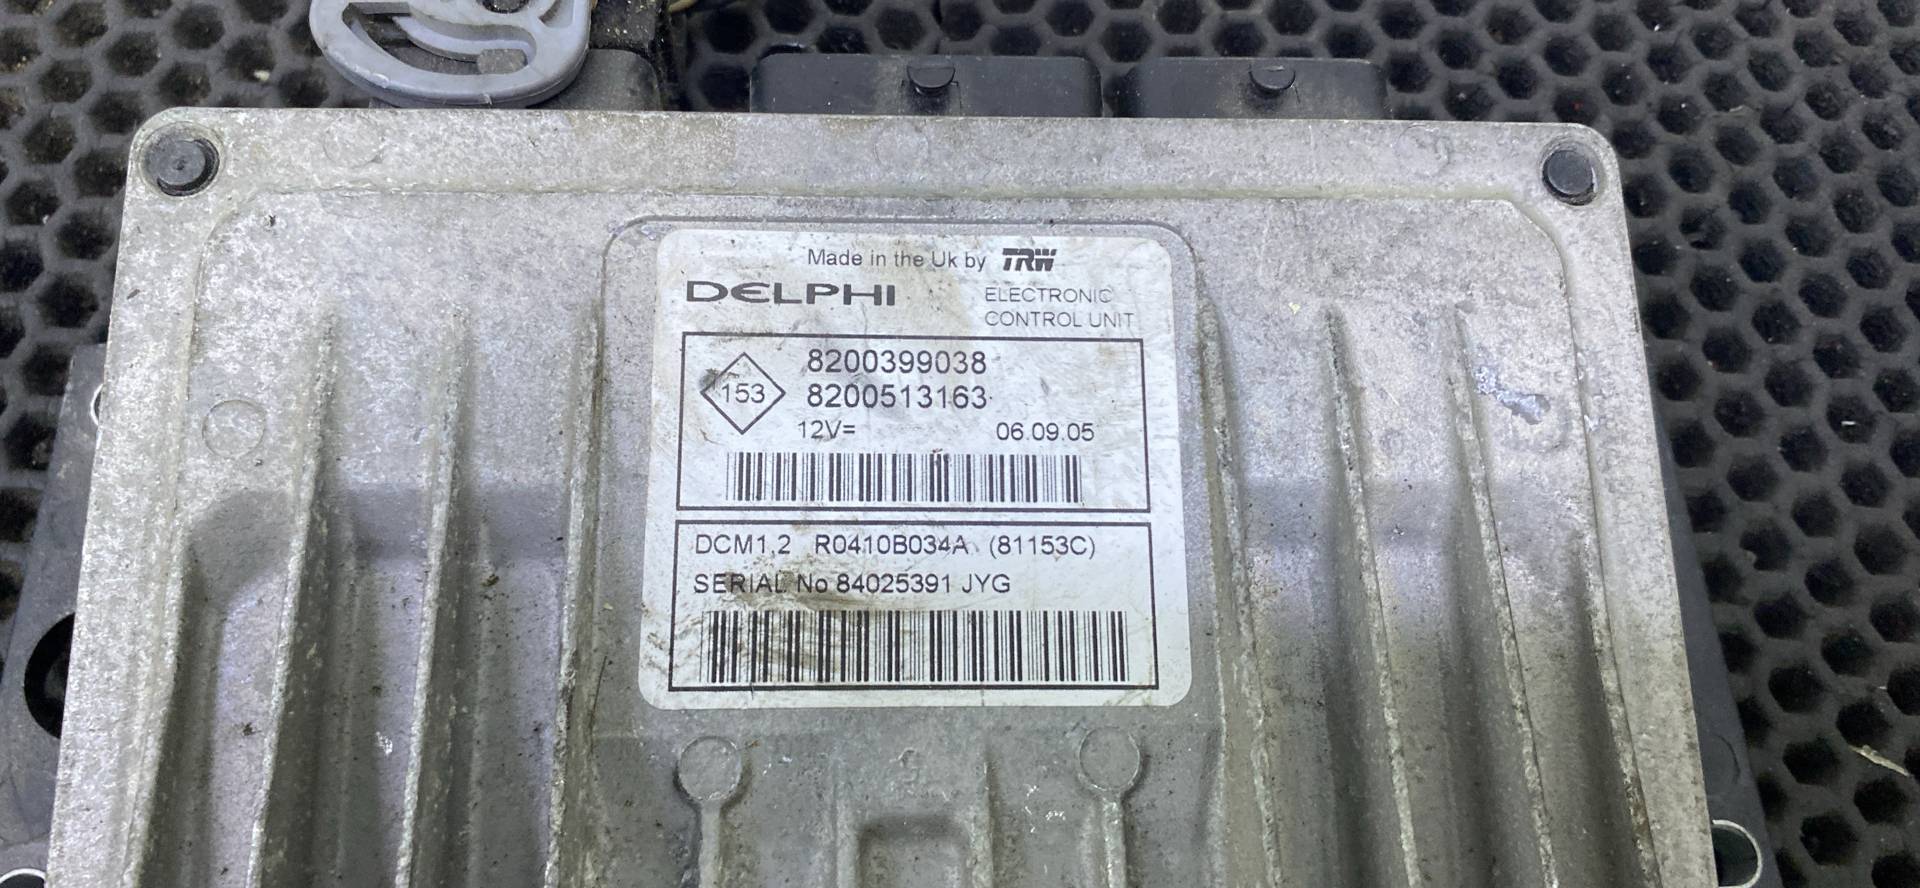 Made in the Uk by TRW
DELPHI
ELECTRONIC
CONTROL UNIT
153
8200399038
8200513163
12V= 06.09.05
DCM1.2 R0410B034A (81153C)
SERIAL No 84025391 JYG